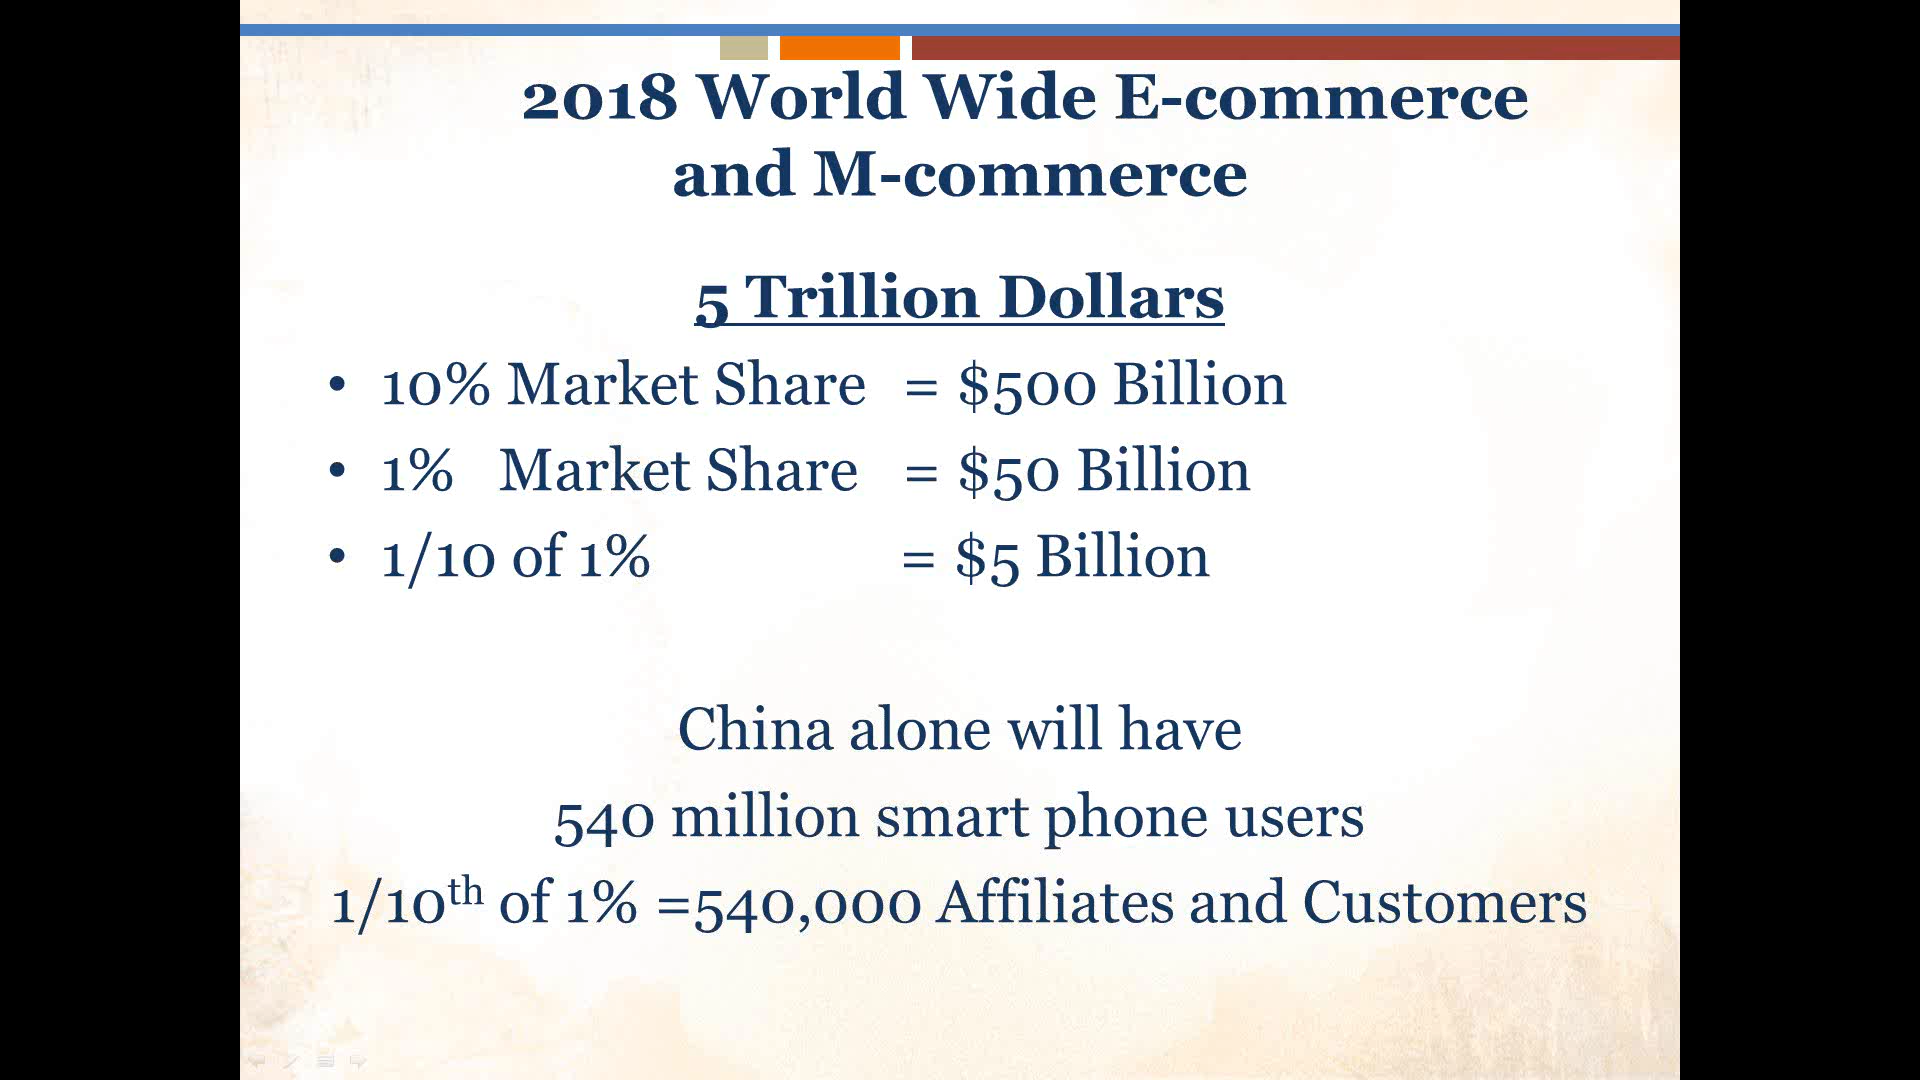 2018 World Wide E-commerce
and M-commerce
5 Trillion Dollars
• 10% Market Share = $500 Billion
• 1% Market Share = $50 Billion
• 1/10 of 1% = $5 Billion
China alone will have
540 million smart phone users
1/10th of 1% =540,000 Affiliates and Customers